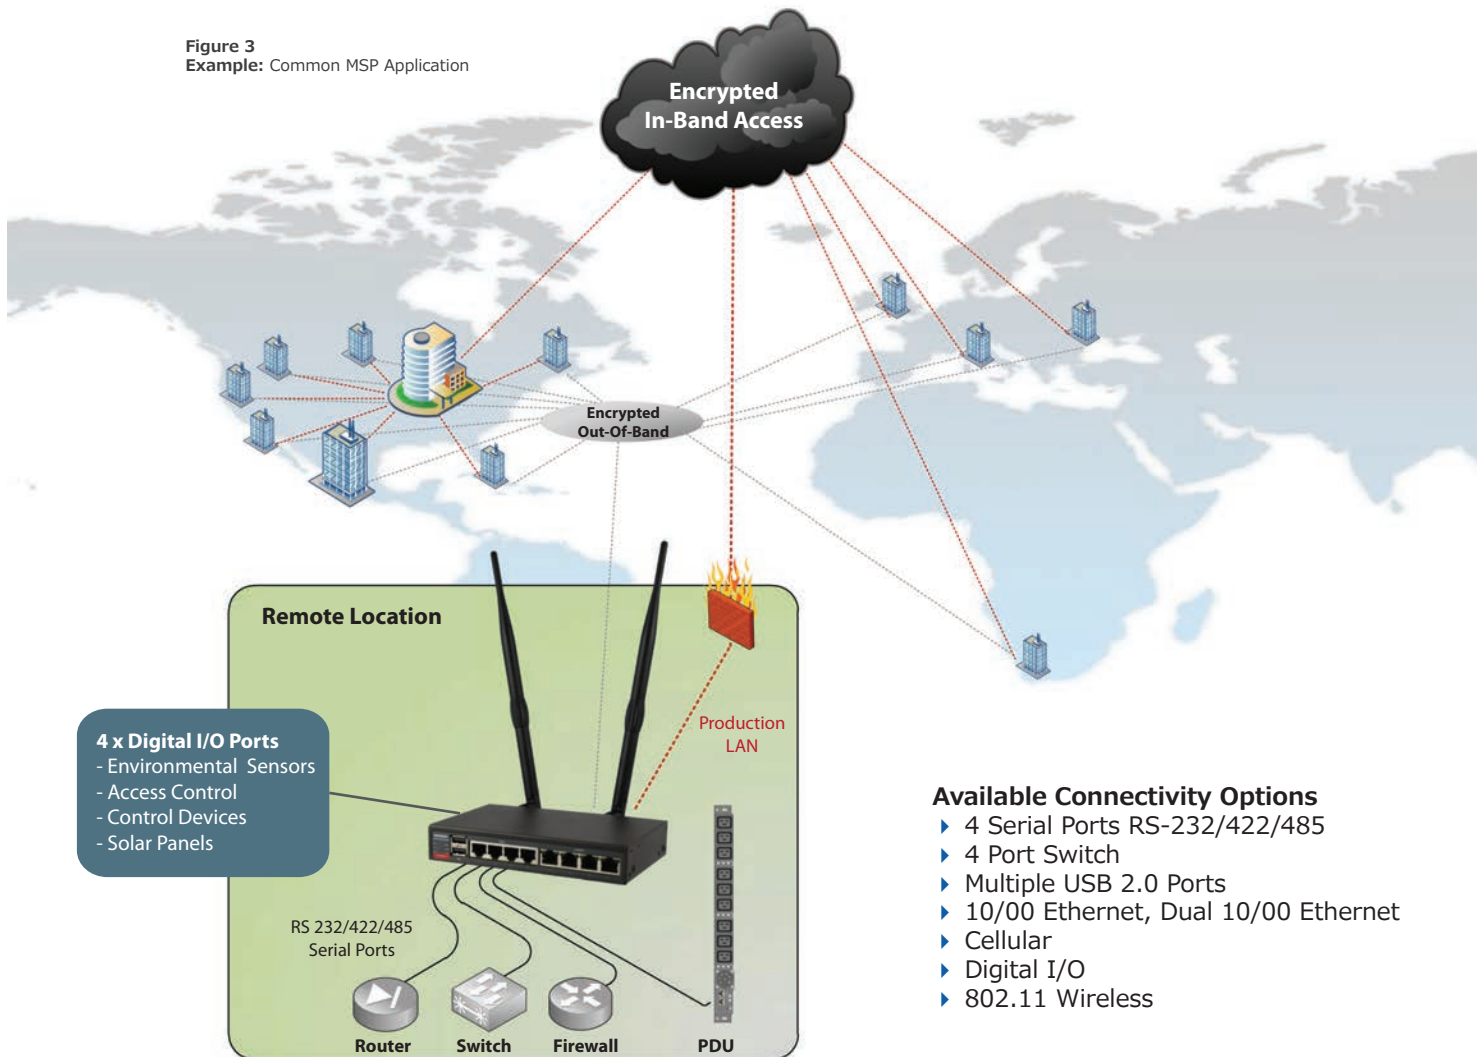 Figure 3
Example: Common MSP Application
Encrypted
In-Band Access
Encrypted
Out-Of-Band
Remote Location
Production
LAN
4 x Digital I/O Ports
- Environmental Sensors
- Access Control
- Control Devices
- Solar Panels
RS 232/422/485
Serial Ports
Router
Switch
Firewall
PDU
Available Connectivity Options
4 Serial Ports RS-232/422/485
4 Port Switch
Multiple USB 2.0 Ports
10/00 Ethernet, Dual 10/00 Ethernet
Cellular
Digital I/O
802.11 Wireless